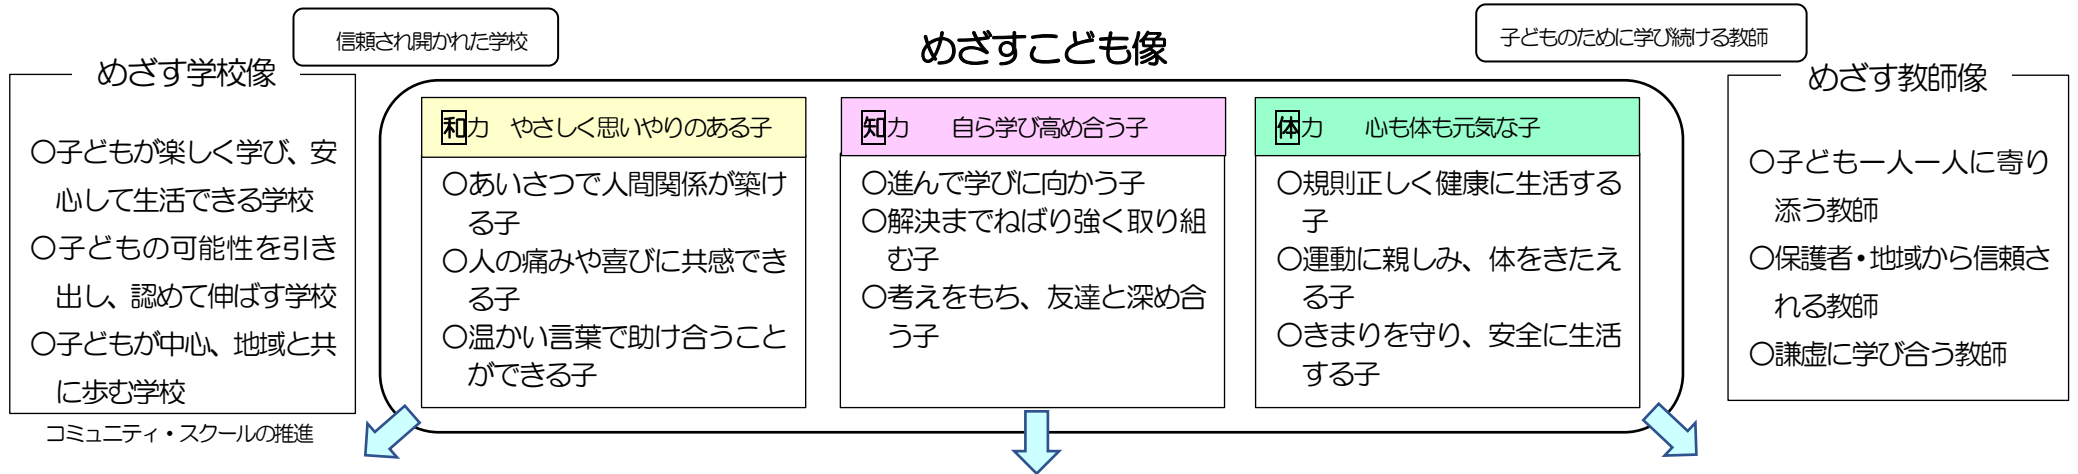 信頼され開かれた学校
めざすこども像
子どものために学び続ける教師
めざす学校像
〇子どもが楽しく学び、安
心して生活できる学校
〇子どもの可能性を引き
出し、認めて伸ばす学校
〇子どもが中心、地域と共
に歩む学校
コミュニティ・スクールの推進
和力 やさしく思いやりのある子
〇あいさつで人間関係が築け
る子
〇人の痛みや喜びに共感でき
る子
〇温かい言葉で助け合うこと
ができる子
知力 自ら学び高め合う子
〇進んで学びに向かう子
〇解決までねばり強く取り組
む子
〇考えをもち、友達と深め合
う子
体力 心も体も元気な子
〇規則正しく健康に生活する
子
〇運動に親しみ、体をきたえ
る子
〇きまりを守り、安全に生活
する子
めざす教師像
〇子ども一人一人に寄り
添う教師
〇保護者・地域から信頼さ
れる教師
〇謙虚に学び合う教師